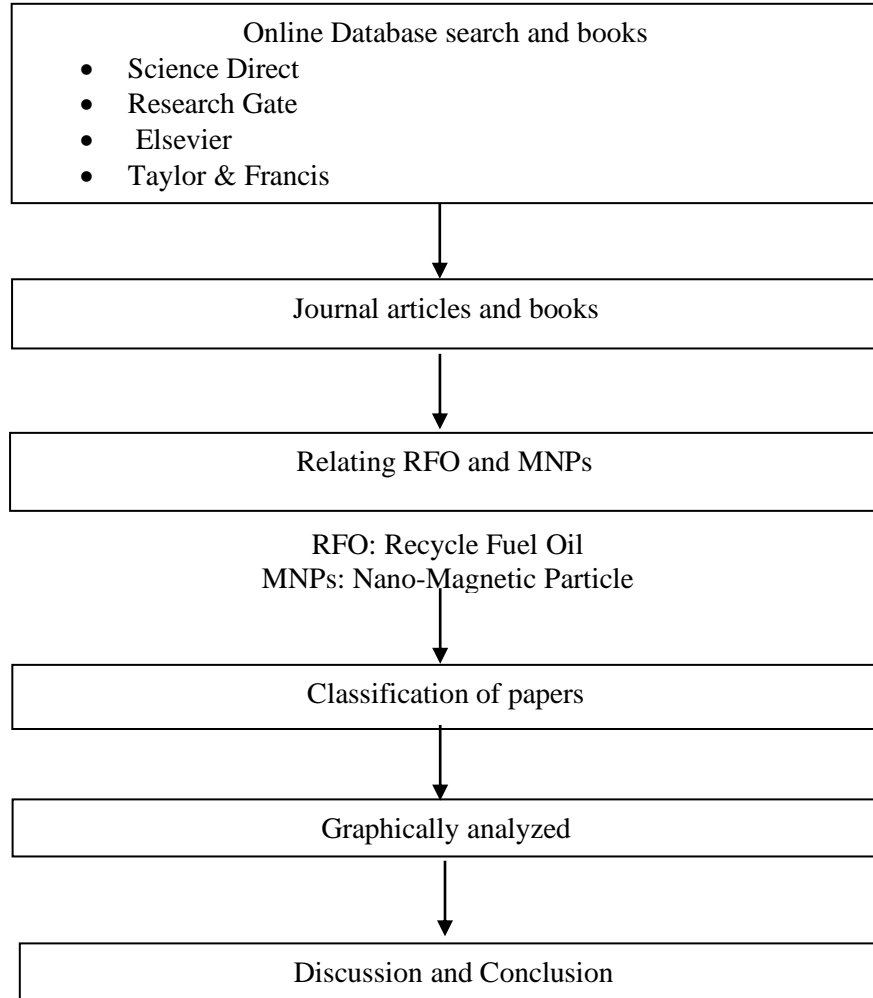 Online Database search and books
• Science Direct
• Research Gate
• Elsevier
• Taylor & Francis
Journal articles and books
Relating RFO and MNPs
RFO: Recycle Fuel Oil
MNPs: Nano-Magnetic Particle
Classification of papers
Graphically analyzed
Discussion and Conclusion